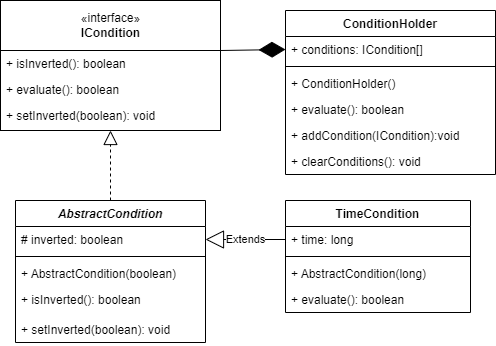 «interface»
ICondition
+ isInverted(): boolean
+ evaluate(): boolean
+ setInverted(boolean): void
ConditionHolder
+ conditions: ICondition[]
+ ConditionHolder()
+ evaluate(): boolean
+ addCondition(ICondition):void
+ clearConditions(): void
AbstractCondition
# inverted: boolean
+ AbstractCondition(boolean)
+ isInverted(): boolean
+ setInverted(boolean): void
Extends
TimeCondition
+ time: long
+ AbstractCondition(long)
+ evaluate(): boolean